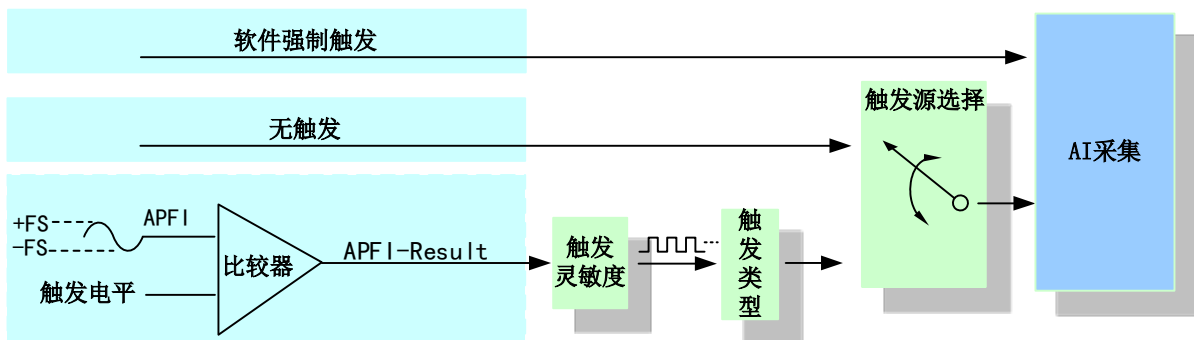 软件强制触发
无触发
触发源选择
AI采集
+FS
-FS
APFI
触发电平
比较器
APFI-Result
触发
灵敏度
触
发
类
型